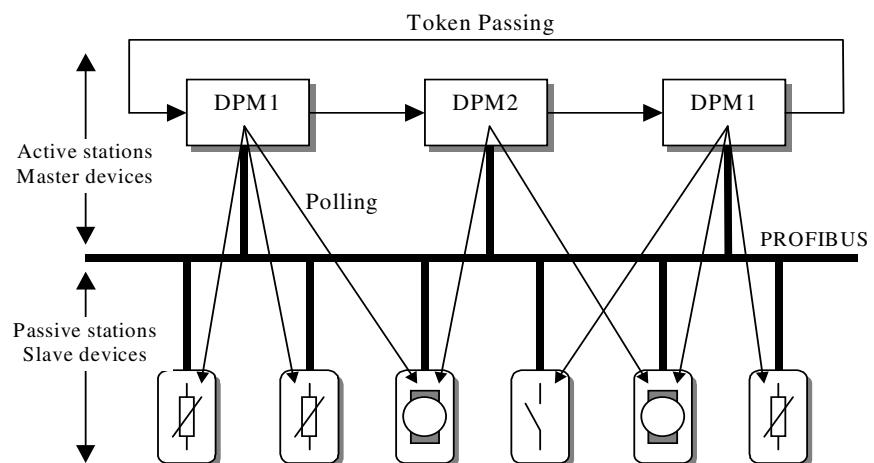 Token Passing
DPM1
DPM2
DPM1
Active stations
Master devices
Polling
PROFIBUS
Passive stations
Slave devices